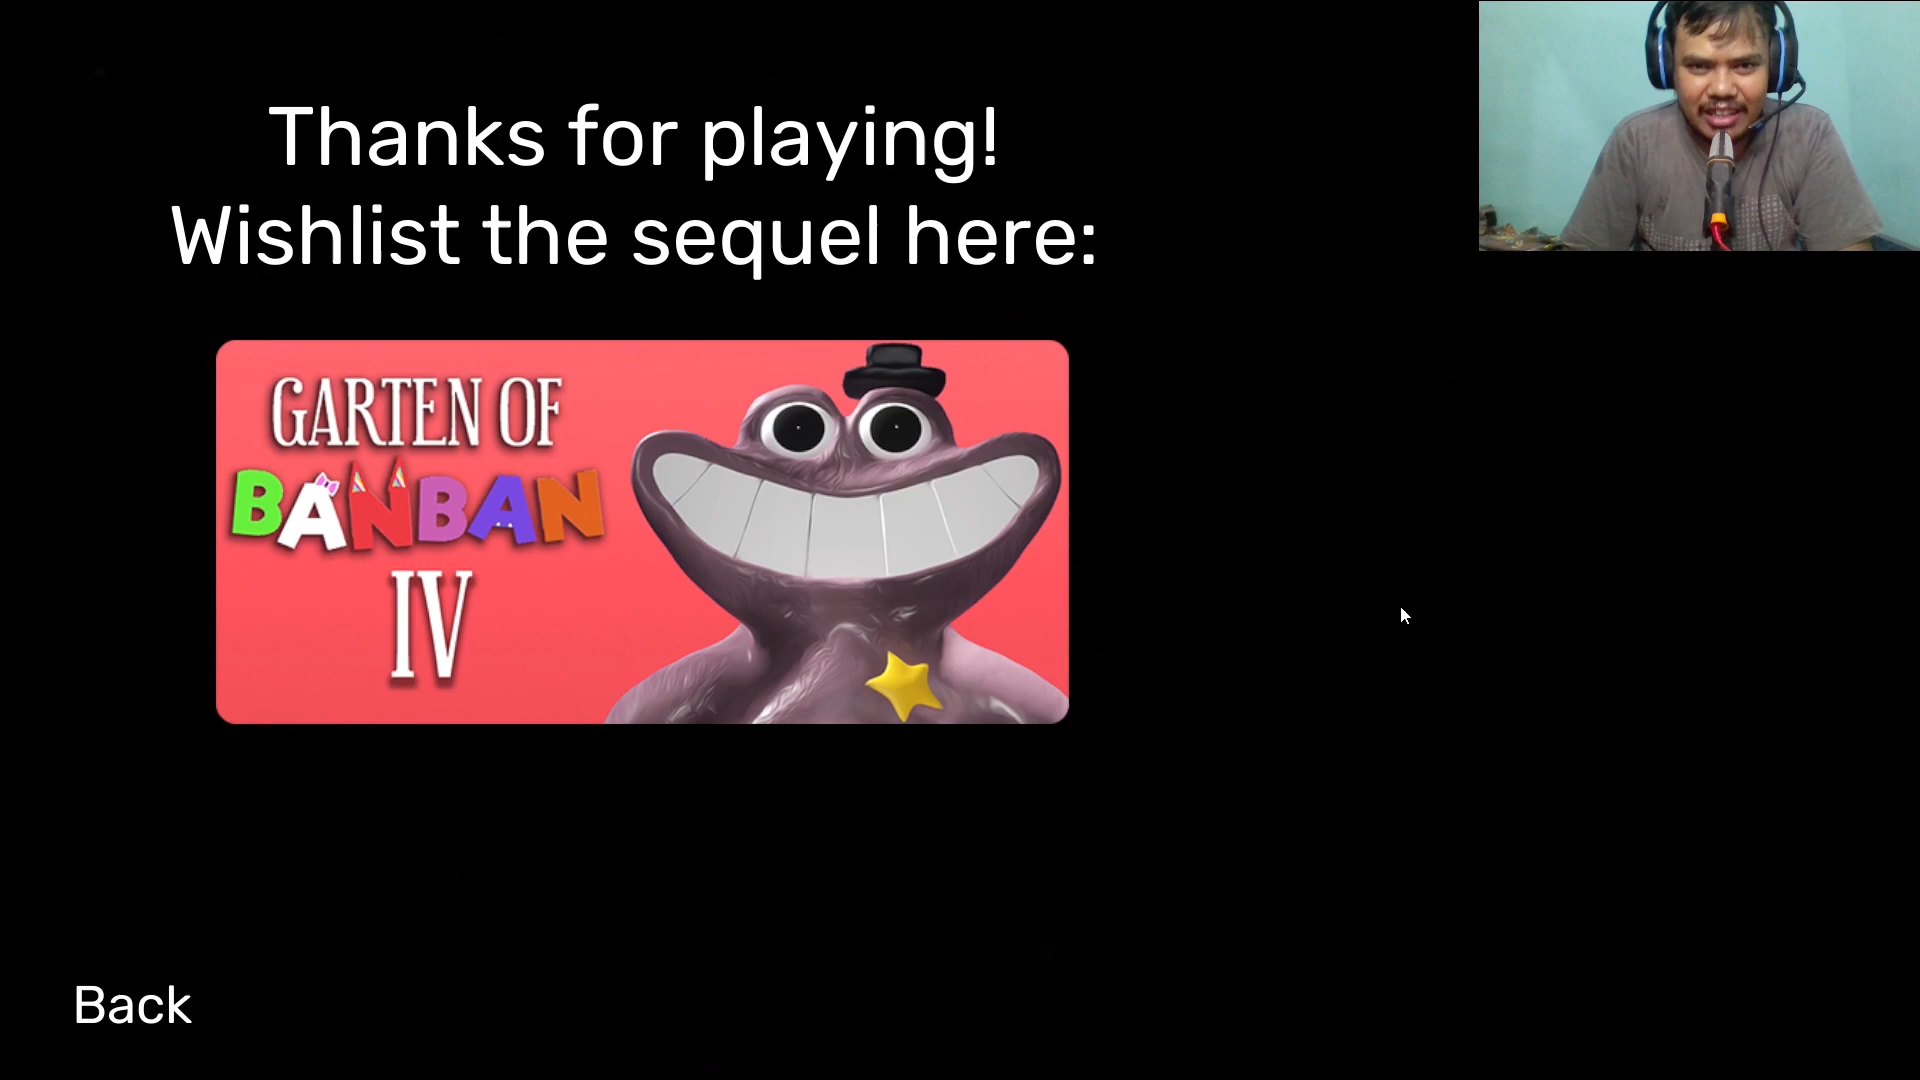 Thanks for playing!
Wishlist the sequel here:
GARTEN OF
BANBAN
IV
Back